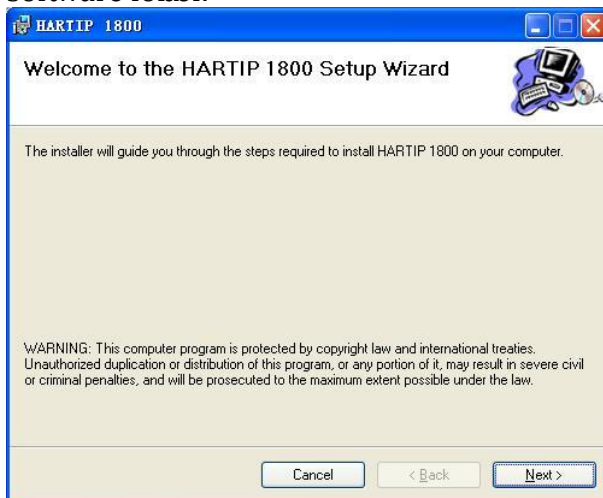 HARTIP 1800
Welcome to the HARTIP 1800 Setup Wizard
The installer will guide you through the steps required to install HARTIP 1800 on your computer.
WARNING: This computer program is protected by copyright law and international treaties.
Unauthorized duplication or distribution of this program, or any portion of it, may result in severe civil
or criminal penalties, and will be prosecuted to the maximum extent possible under the law.
Cancel < Back Next >